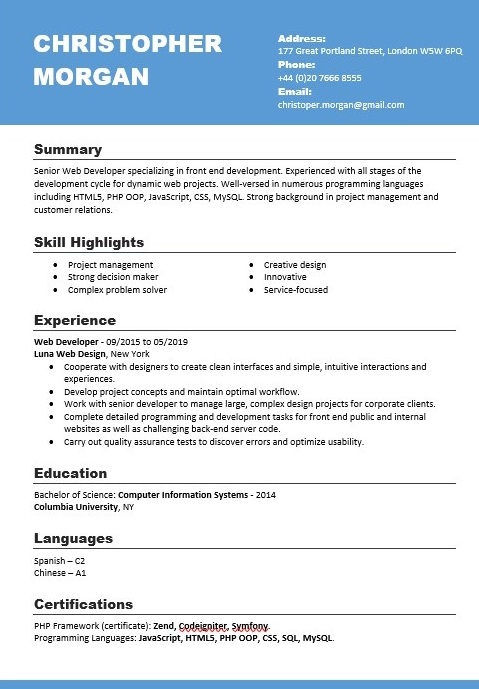 CHRISTOPHER
MORGAN
Address:
177 Great Portland Street, London W5W 6PQ
Phone:
+44 (0)20 7666 8555
Email:
christoper.morgan@gmail.com
Summary
Senior Web Developer specializing in front end development. Experienced with all stages of the
development cycle for dynamic web projects. Well-versed in numerous programming languages
including HTML5, PHP OOP, JavaScript, CSS, MySQL. Strong background in project management and
customer relations.
Skill Highlights
• Project management
• Strong decision maker
• Complex problem solver
• Creative design
• Innovative
• Service-focused
Experience
Web Developer - 09/2015 to 05/2019
Luna Web Design, New York
• Cooperate with designers to create clean interfaces and simple, intuitive interactions and
experiences.
• Develop project concepts and maintain optimal workflow.
• Work with senior developer to manage large, complex design projects for corporate clients.
• Complete detailed programming and development tasks for front end public and internal
websites as well as challenging back-end server code.
• Carry out quality assurance tests to discover errors and optimize usability.
Education
Bachelor of Science: Computer Information Systems - 2014
Columbia University, NY
Languages
Spanish – C2
Chinese – A1
Certifications
PHP Framework (certificate): Zend, Codeigniter, Symfony.
Programming Languages: JavaScript, HTML5, PHP OOP, CSS, SQL, MySQL.